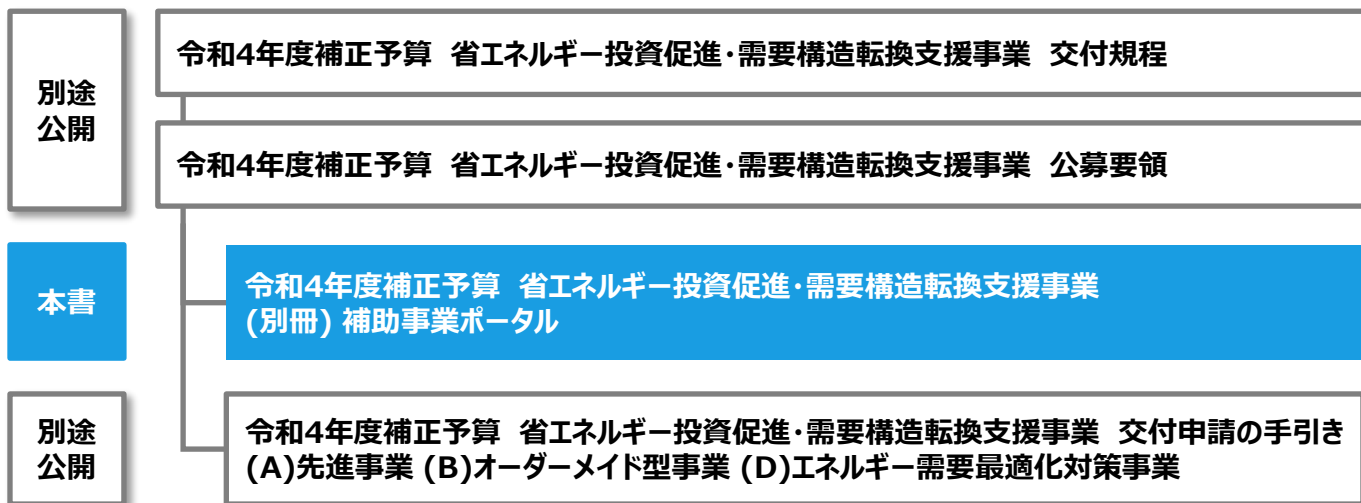 別途
公開
令和4年度補正予算 省エネルギー投資促進・需要構造転換支援事業 交付規程
令和4年度補正予算 省エネルギー投資促進・需要構造転換支援事業 公募要領
本書
令和4年度補正予算 省エネルギー投資促進・需要構造転換支援事業
(別冊) 補助事業ポータル
別途
公開
令和4年度補正予算 省エネルギー投資促進・需要構造転換支援事業 交付申請の手引き
(A)先進事業 (B)オーダーメイド型事業 (D)エネルギー需要最適化対策事業